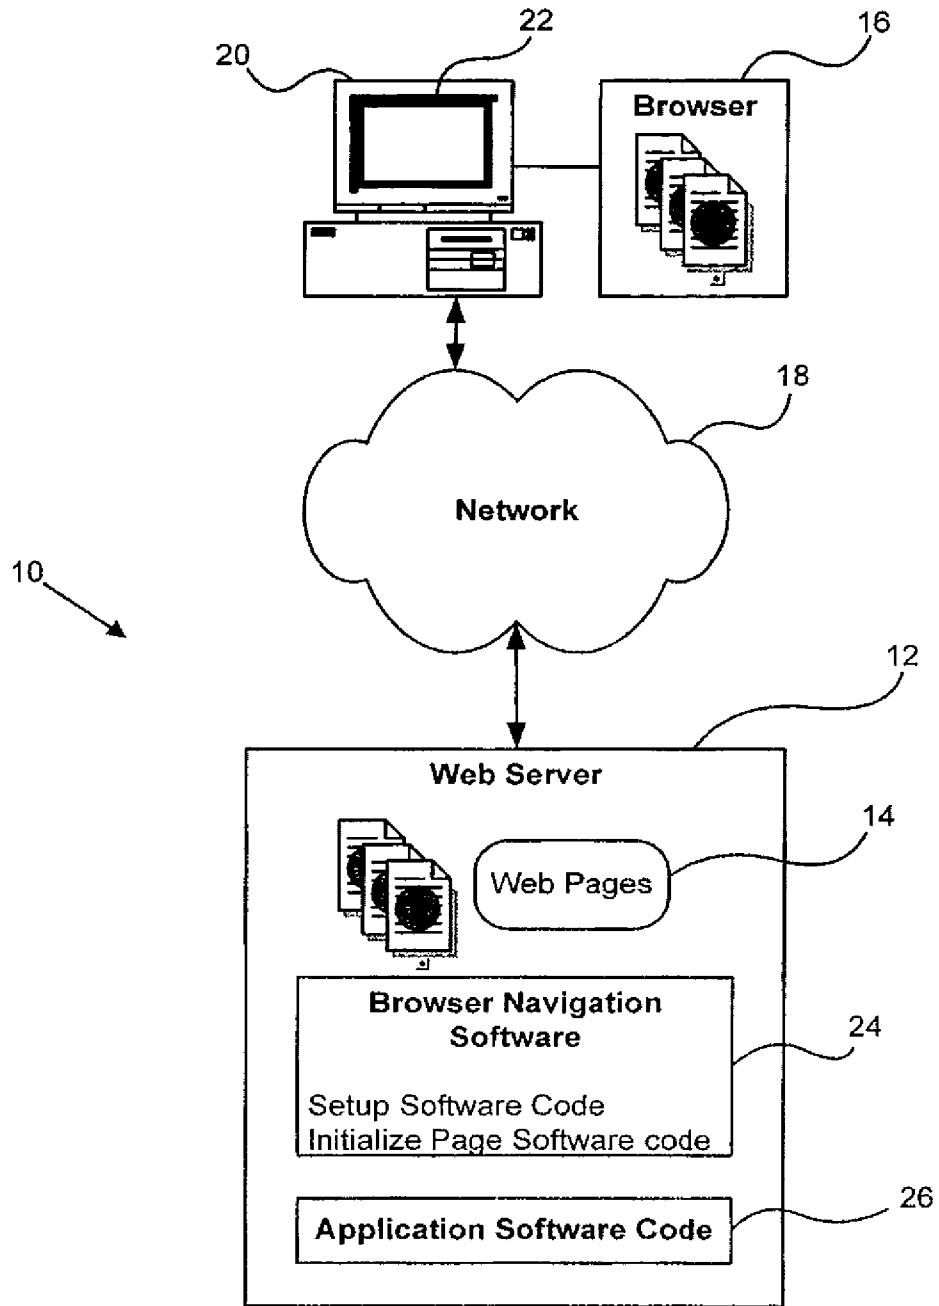 22
16
20
Browser
18
Network
10
12
Web Server
14
Web Pages
Browser Navigation
Software
24
Setup Software Code
Initialize Page Software code
26
Application Software Code